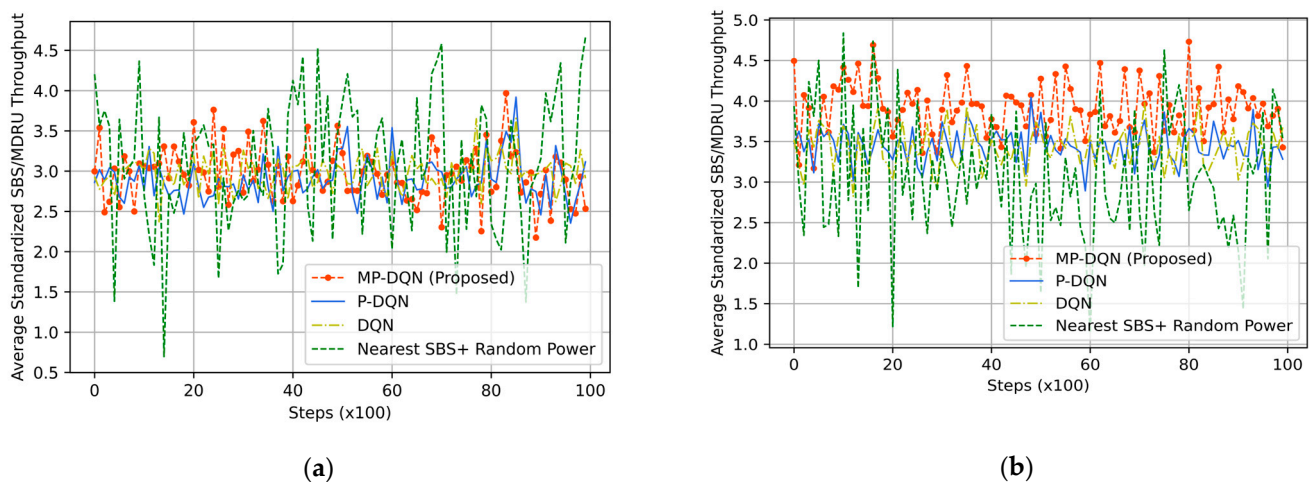 Average Standardized SBS/MDRU Throughput
4.5
4.0
3.5
3.0
2.5
2.0
1.5
1.0
0.5
0
20
40
60
80
100
Steps (x100)
MP-DQN (Proposed)
P-DQN
DQN
Nearest SBS+ Random Power
(a)
Average Standardized SBS/MDRU Throughput
5.0
4.5
4.0
3.5
3.0
2.5
2.0
1.5
1.0
0
20
40
60
80
100
Steps (x100)
MP-DQN (Proposed)
P-DQN
DQN
Nearest SBS+ Random Power
(b)